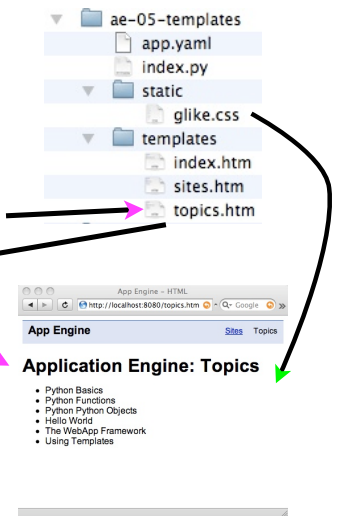 ae-05-templates
app.yaml
index.py
static
glike.css
templates
index.htm
sites.htm
topics.htm
App Engine - HTML
http://localhost:8080/topics.htm Google
App Engine Sites Topics
Application Engine: Topics
• Python Basics
• Python Functions
• Python Python Objects
• Hello World
• The WebApp Framework
• Using Templates